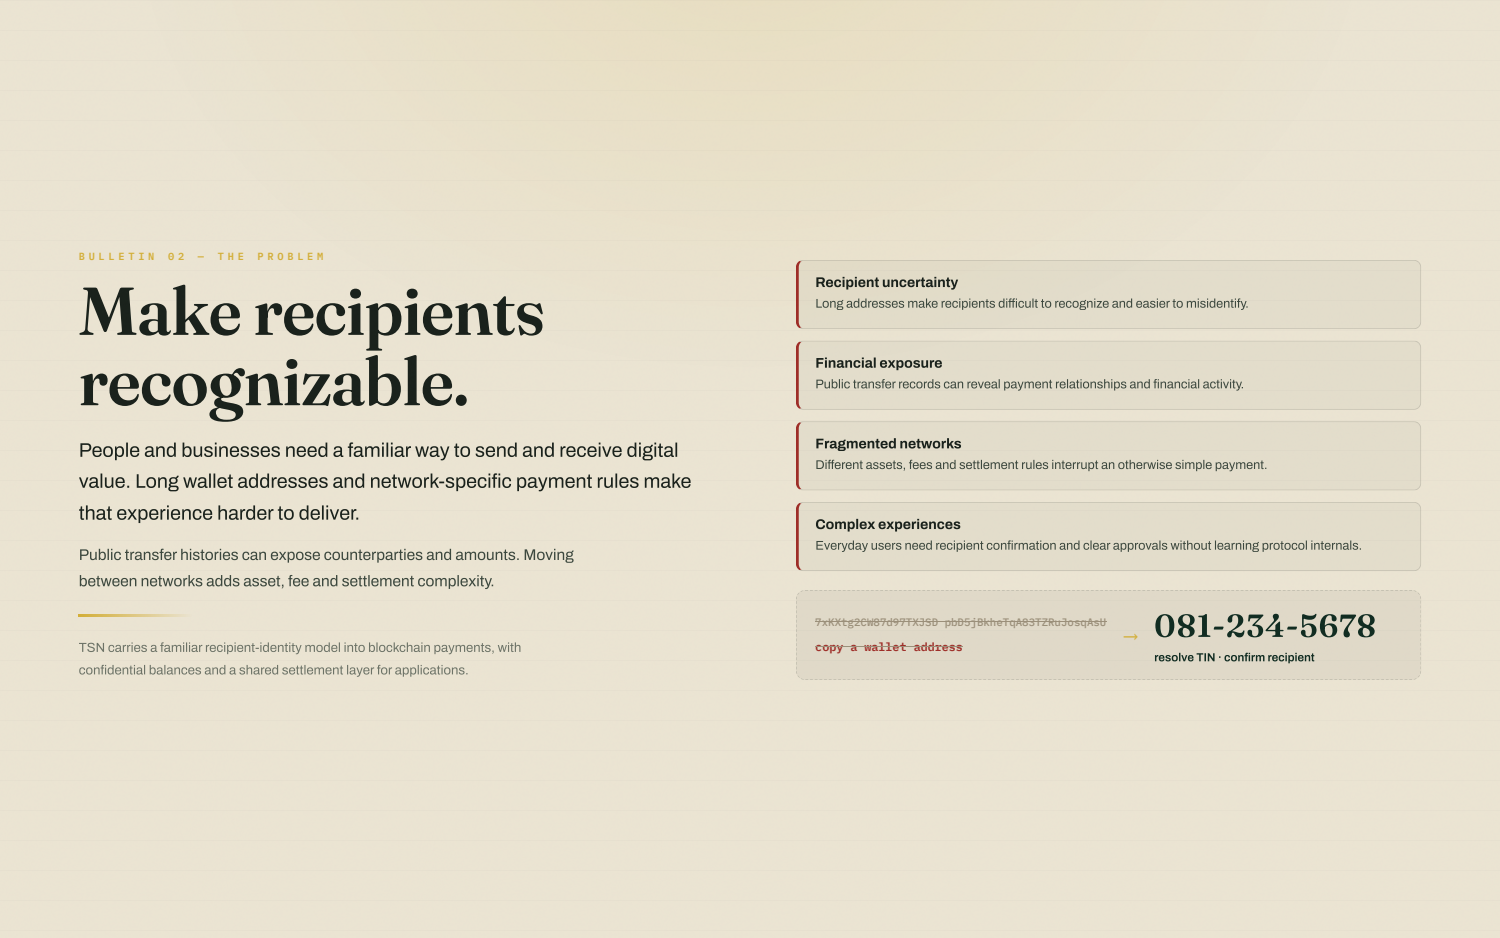 BULLETIN 02 — THE PROBLEM
Make recipients
recognizable.
People and businesses need a familiar way to send and receive digital
value. Long wallet addresses and network-specific payment rules make
that experience harder to deliver.
Public transfer histories can expose counterparties and amounts. Moving
between networks adds asset, fee and settlement complexity.
TSN carries a familiar recipient-identity model into blockchain payments, with
confidential balances and a shared settlement layer for applications.
Recipient uncertainty
Long addresses make recipients difficult to recognize and easier to misidentify.
Financial exposure
Public transfer records can reveal payment relationships and financial activity.
Fragmented networks
Different assets, fees and settlement rules interrupt an otherwise simple payment.
Complex experiences
Everyday users need recipient confirmation and clear approvals without learning protocol internals.
7xKXtg2CW87d97TXJSD pbD5jBkheTqA83TZRuJosqAsU
copy a wallet address
→
081-234-5678
resolve TIN · confirm recipient